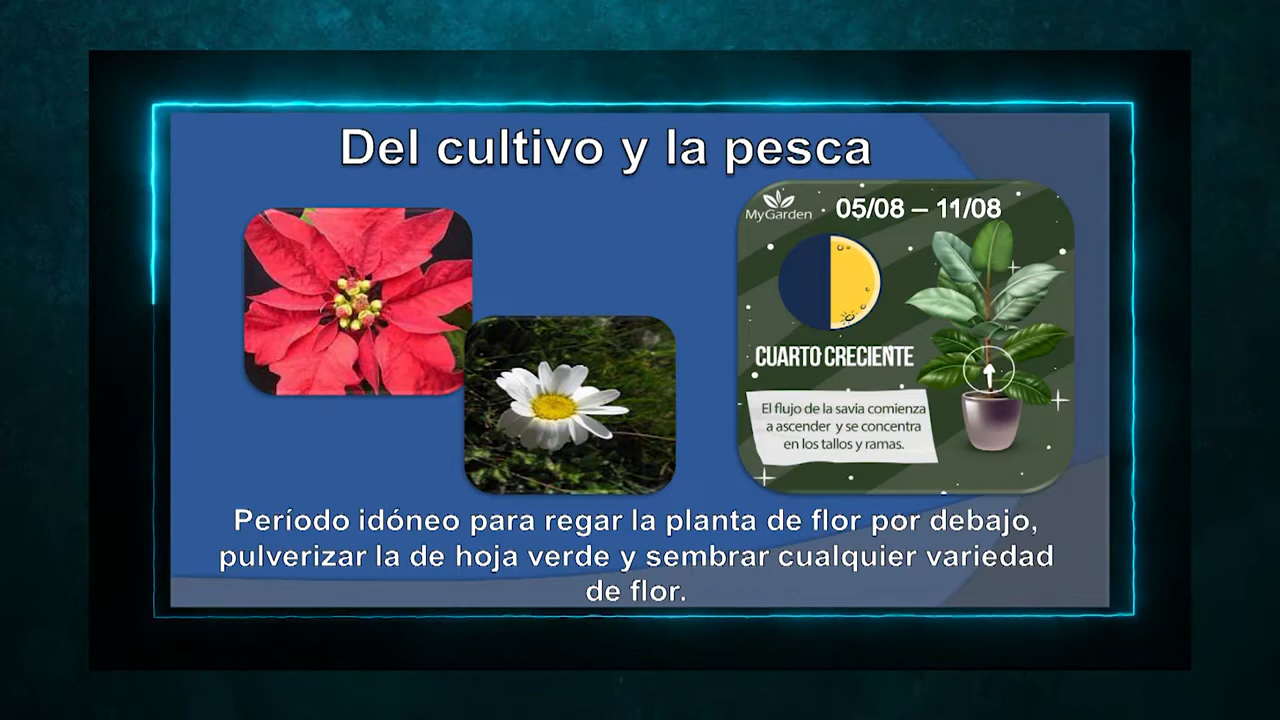 Del cultivo y la pesca
MyGarden
05/08 – 11/08
CUARTO CRECIENTE
El flujo de la savia comienza
a ascender y se concentra
en los tallos y ramas.
Período idóneo para regar la planta de flor por debajo,
pulverizar la de hoja verde y sembrar cualquier variedad
de flor.